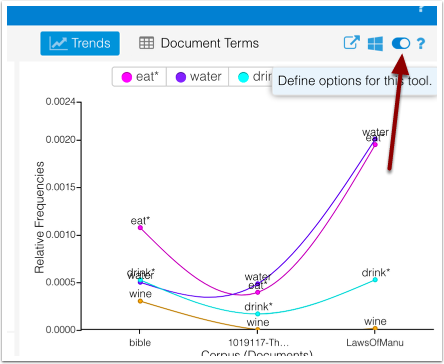 ?
Trends
Document Terms
?
eat* water drin
Define options for this tool.
0.0024
0.0020
0.0015
0.0010
0.0005
0.0000
Relative Frequencies
water
eat*
eat*
drink*
water
wine
water
eat*
drink*
wine
drink*
wine
bible
1019117-Th…
LawsOfManu
Corpus (Documents)